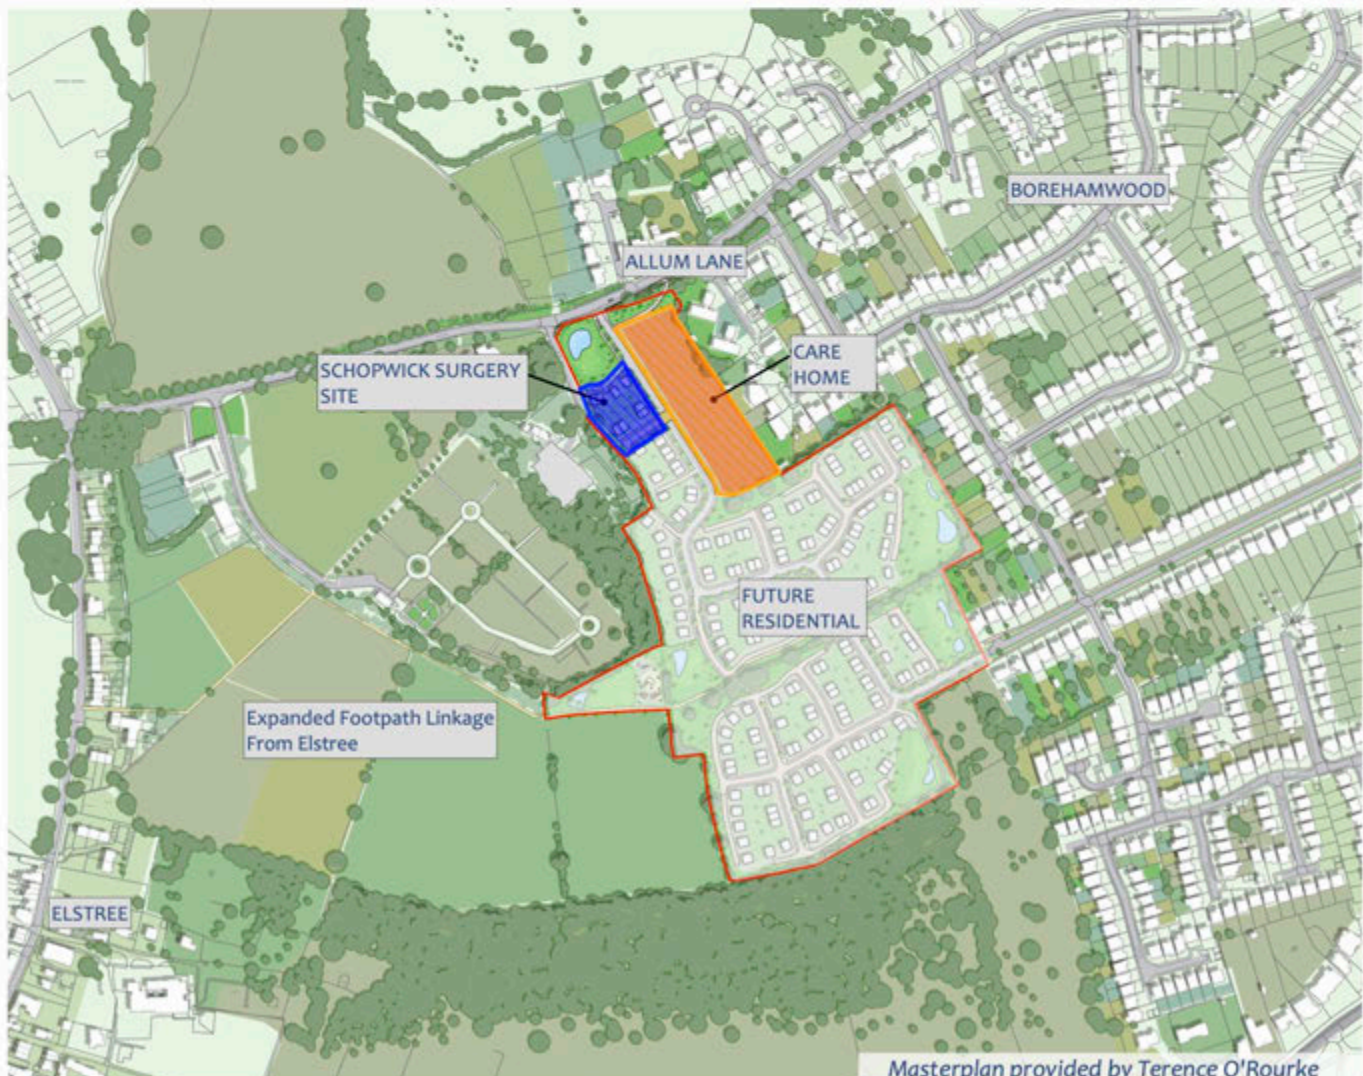 BOREHAMWOOD
ALLUM LANE
SCHOPWICK SURGERY
SITE
CARE
HOME
FUTURE
RESIDENTIAL
Expanded Footpath Linkage
From Elstree
ELSTREE
Masterplan provided by Terence O'Rourke